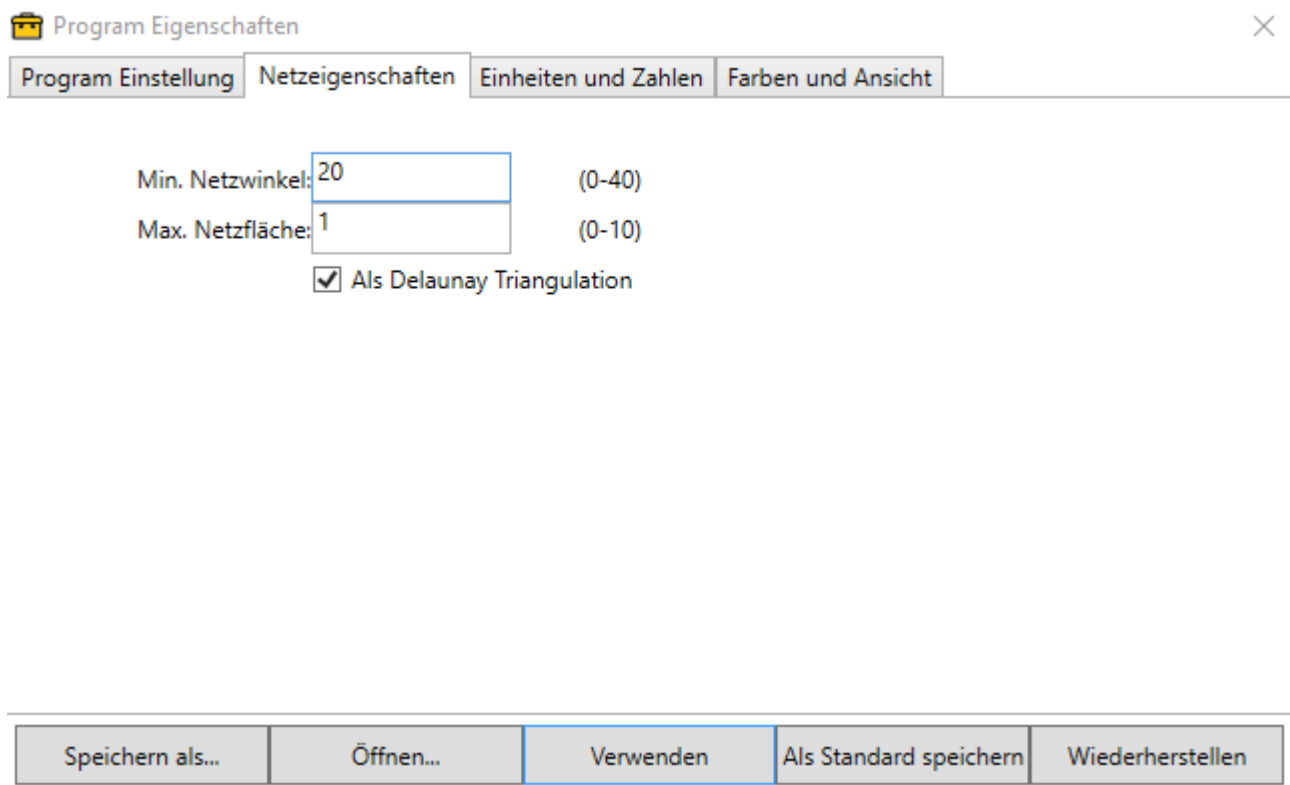 Program Eigenschaften
Program Einstellung Netzeigenschaften Einheiten und Zahlen Farben und Ansicht
Min. Netzwinkel: 20 (0-40)
Max. Netzfläche: 1 (0-10)
Als Delaunay Triangulation
Speichern als... Öffnen... Verwenden Als Standard speichern Wiederherstellen